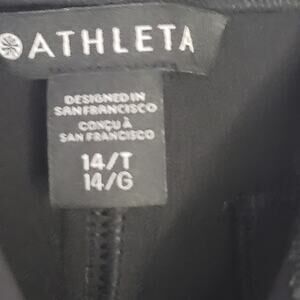 ATHLETA
DESIGNED IN
SAN FRANCISCO
CONÇU À
SAN FRANCISCO
14/T
14/G